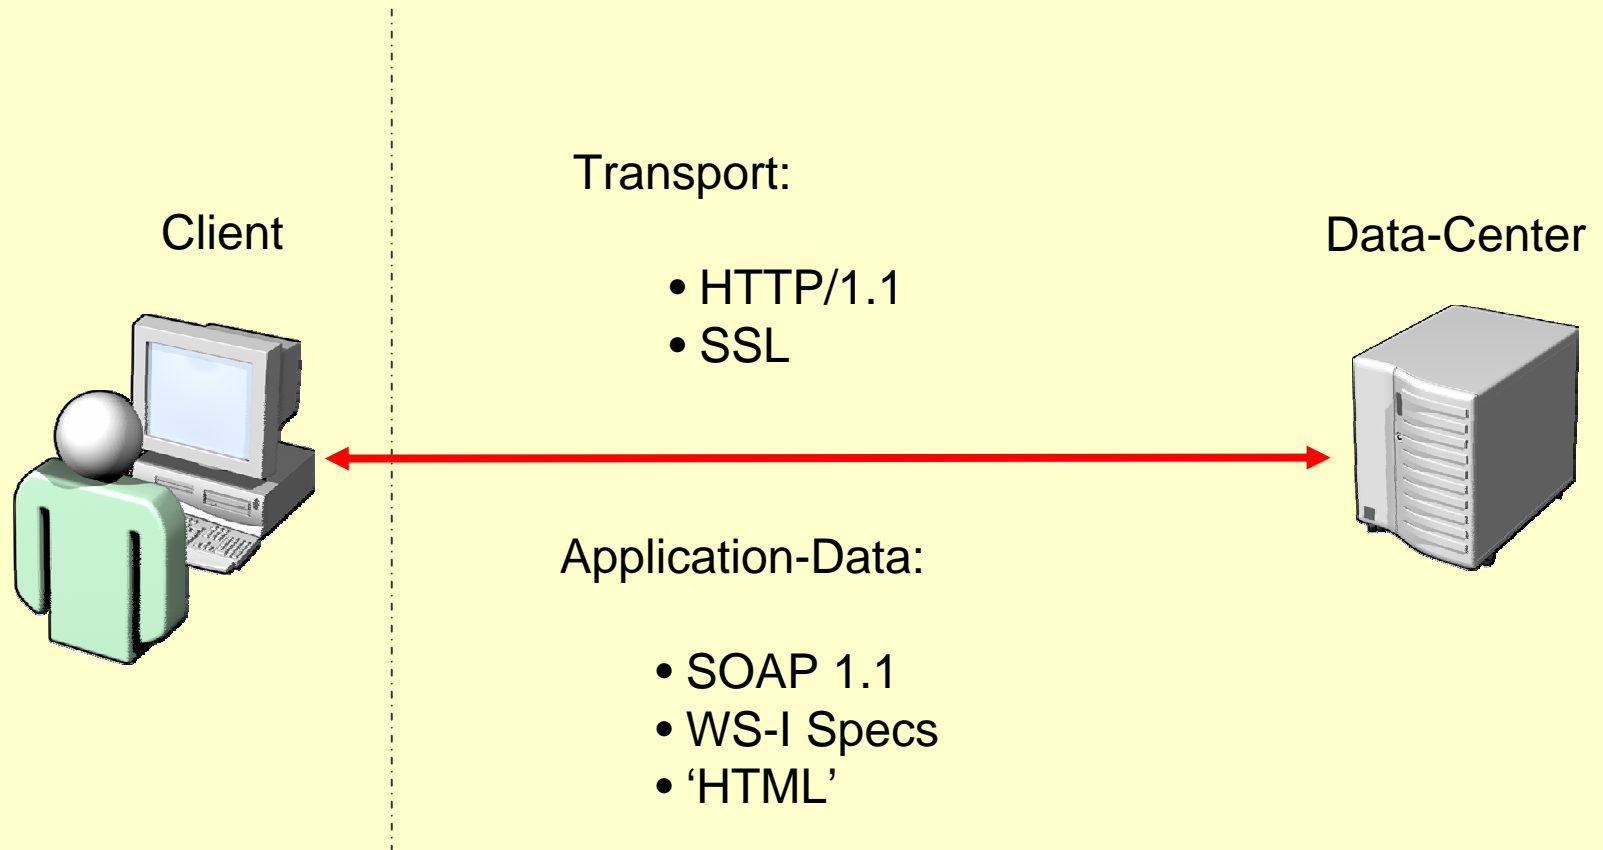 Client
Transport:
• HTTP/1.1
• SSL
Data-Center
Application-Data:
• SOAP 1.1
• WS-I Specs
• ‘HTML’